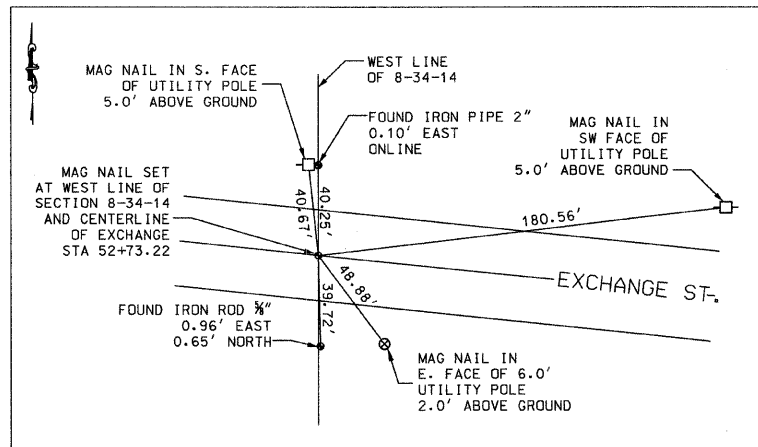 WEST LINE
OF 8-34-14
MAG NAIL IN S. FACE
OF UTILITY POLE
5.0' ABOVE GROUND
FOUND IRON PIPE 2"
0.10' EAST
ONLINE
MAG NAIL IN
SW FACE OF
UTILITY POLE
5.0' ABOVE GROUND
MAG NAIL SET
AT WEST LINE OF
SECTION 8-34-14
AND CENTERLINE
OF EXCHANGE
STA 52+73.22
40.67'
40.25'
180.56'
48.88'
39.72'
EXCHANGE ST.
FOUND IRON ROD ⅝"
0.96' EAST
0.65' NORTH
MAG NAIL IN
E. FACE OF 6.0'
UTILITY POLE
2.0' ABOVE GROUND